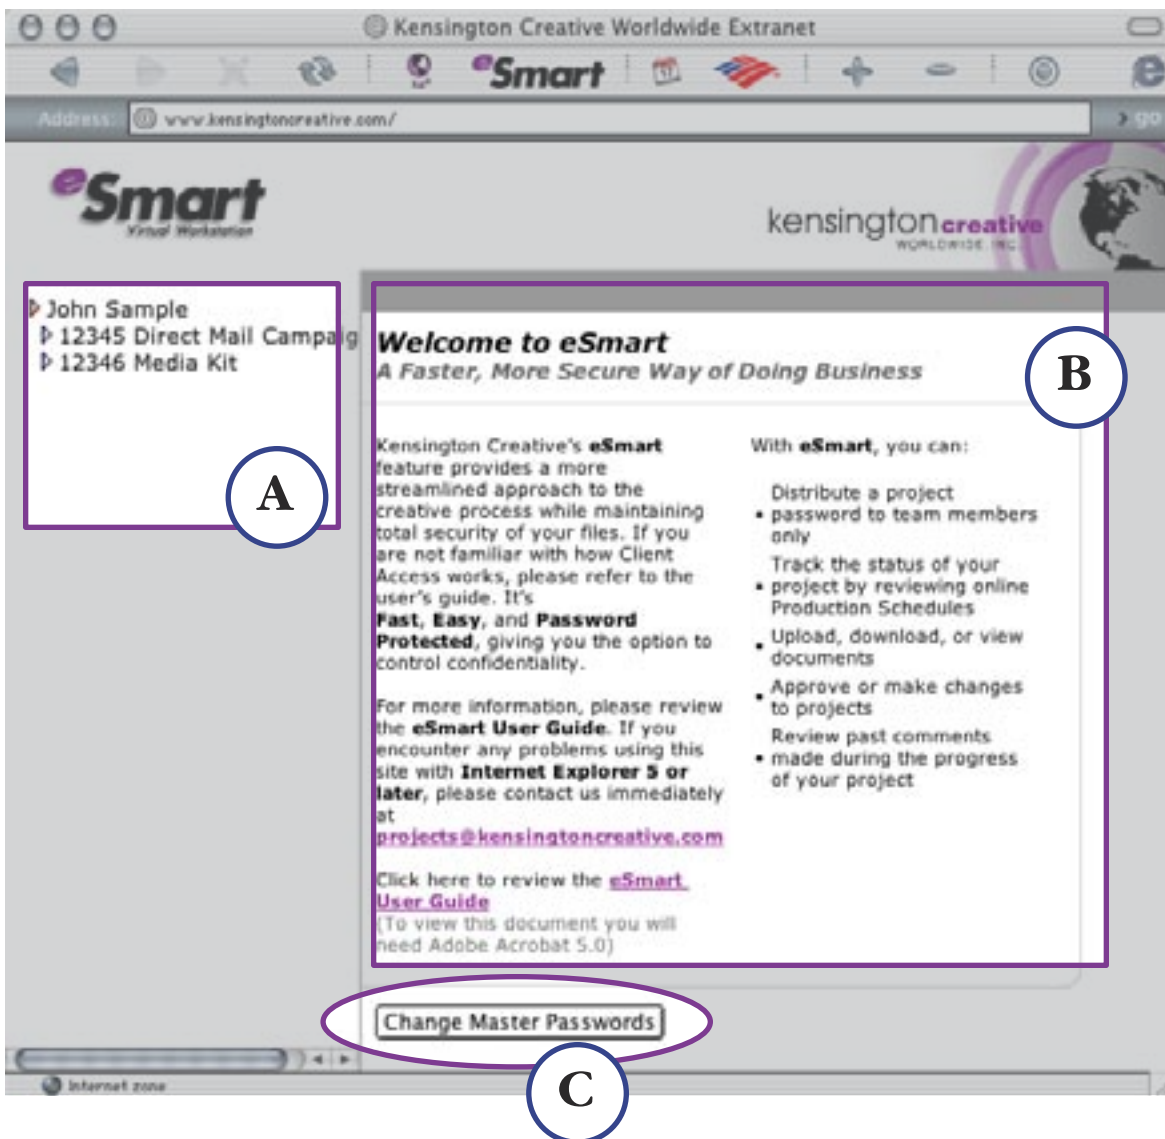 Kensington Creative Worldwide Extranet
eSmart
Address: www.kensingtoncreative.com/ go
eSmart
Virtual Workstation
kensingtoncreative
WORLDWIDE INC.
John Sample
12345 Direct Mail Campaig
12346 Media Kit
A
Welcome to eSmart
A Faster, More Secure Way of Doing Business
B
Kensington Creative's eSmart
feature provides a more
streamlined approach to the
creative process while maintaining
total security of your files. If you
are not familiar with how Client
Access works, please refer to the
user's guide. It's
Fast, Easy, and Password
Protected, giving you the option to
control confidentiality.
For more information, please review
the eSmart User Guide. If you
encounter any problems using this
site with Internet Explorer 5 or
later, please contact us immediately
at
projects@kensingtoncreative.com
Click here to review the eSmart
User Guide
(To view this document you will
need Adobe Acrobat 5.0)
With eSmart, you can:
Distribute a project
• password to team members
only
Track the status of your
• project by reviewing online
Production Schedules
• Upload, download, or view
documents
• Approve or make changes
to projects
Review past comments
• made during the progress
of your project
Change Master Passwords
C
Internet zone